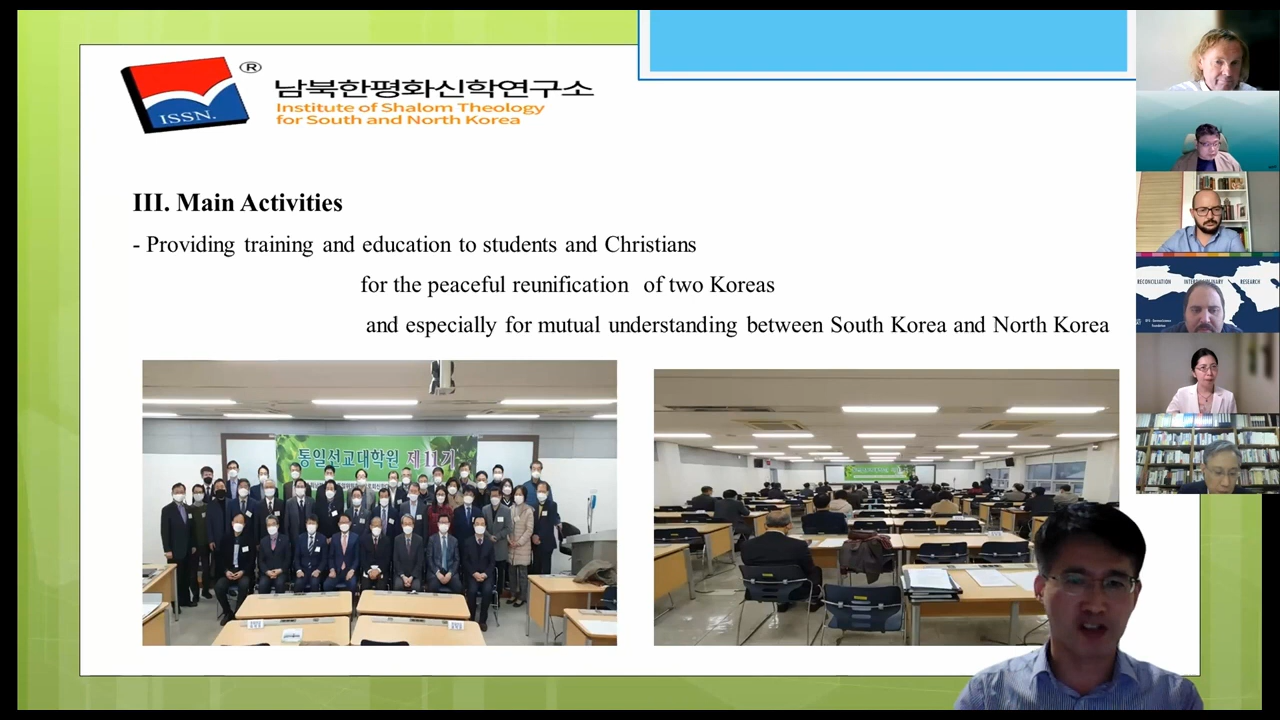 ISSN.
®
남북한평화신학연구소
Institute of Shalom Theology
for South and North Korea
III. Main Activities
- Providing training and education to students and Christians
for the peaceful reunification of two Koreas
and especially for mutual understanding between South Korea and North Korea
통일선교대학원 제11기
RECONCILIATION INTERDISCIPLINARY RESEARCH